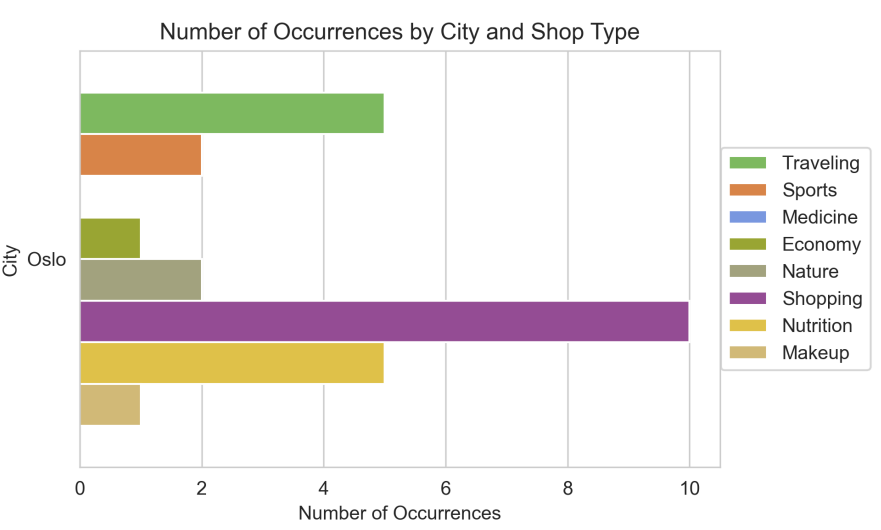 Number of Occurrences by City and Shop Type
City
Oslo
0 2 4 6 8 10
Number of Occurrences
Traveling
Sports
Medicine
Economy
Nature
Shopping
Nutrition
Makeup